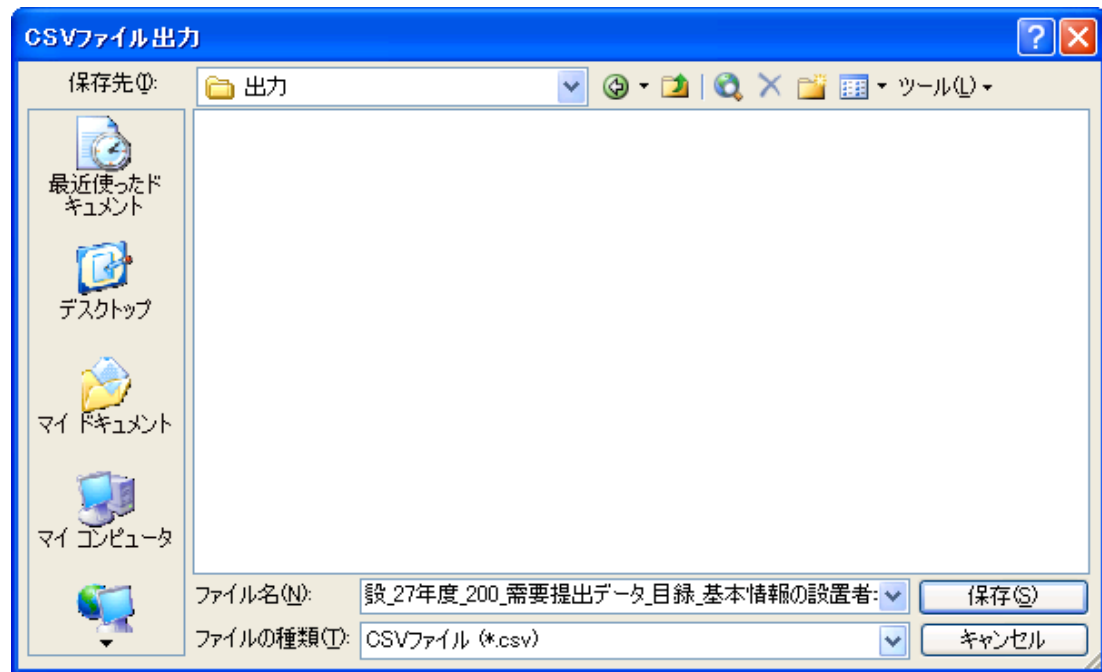 CSVファイル出力
保存先(I):
出力
ツール(L)
最近使ったド
キュメント
デスクトップ
マイ ドキュメント
マイ コンピュータ
ファイル名(N):
設_27年度_200_需要提出データ_目録_基本情報の設置者:
保存(S)
ファイルの種類(T):
CSVファイル (*.csv)
キャンセル